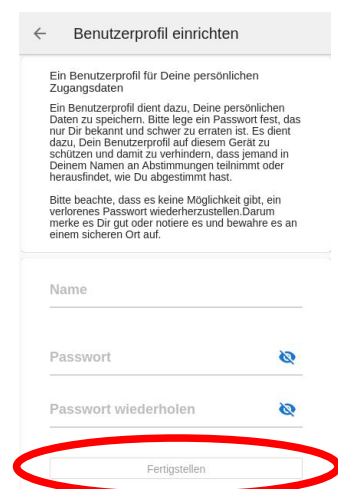 Benutzerprofil einrichten
Ein Benutzerprofil für Deine persönlichen
Zugangsdaten
Ein Benutzerprofil dient dazu, Deine persönlichen
Daten zu speichern. Bitte lege ein Passwort fest, das
nur Dir bekannt und schwer zu erraten ist. Es dient
dazu, Dein Benutzerprofil auf diesem Gerät zu
schützen und damit zu verhindern, dass jemand in
Deinem Namen an Abstimmungen teilnimmt oder
herausfindet, wie Du abgestimmt hast.
Bitte beachte, dass es keine Möglichkeit gibt, ein
verlorenes Passwort wiederherzustellen.Darum
merke es Dir gut oder notiere es und bewahre es an
einem sicheren Ort auf.
Name
Passwort
Passwort wiederholen
Fertigstellen